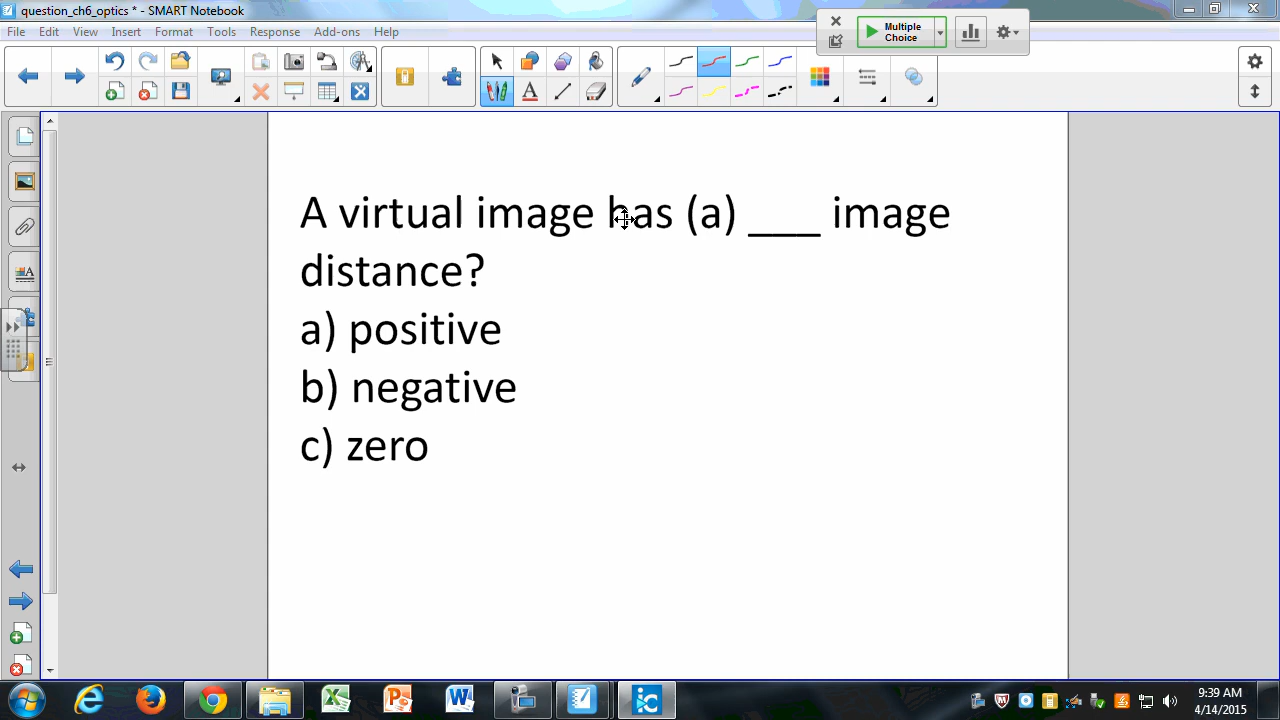 question_ch6_optics * - SMART Notebook
File Edit View Insert Format Tools Response Add-ons Help
Multiple
Choice
A virtual image has (a) ___ image
distance?
a) positive
b) negative
c) zero
9:39 AM
4/14/2015